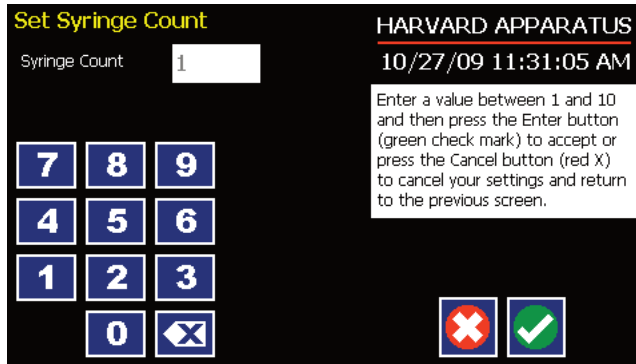 Set Syringe Count
Syringe Count 1
7 8 9
4 5 6
1 2 3
0
HARVARD APPARATUS
10/27/09 11:31:05 AM
Enter a value between 1 and 10
and then press the Enter button
(green check mark) to accept or
press the Cancel button (red X)
to cancel your settings and return
to the previous screen.